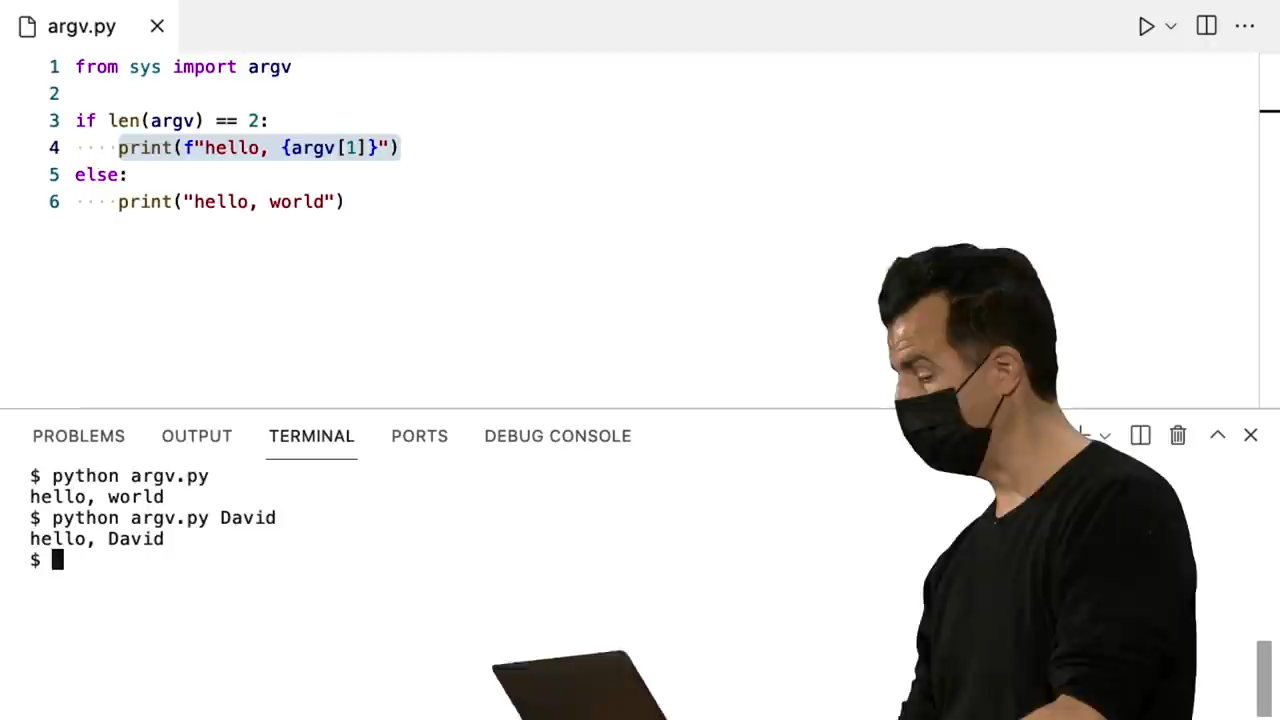 argv.py
1 from sys import argv
2
3 if len(argv) == 2:
4 ····print(f"hello, {argv[1]}")
5 else:
6 ····print("hello, world")
PROBLEMS OUTPUT TERMINAL PORTS DEBUG CONSOLE
$ python argv.py
hello, world
$ python argv.py David
hello, David
$